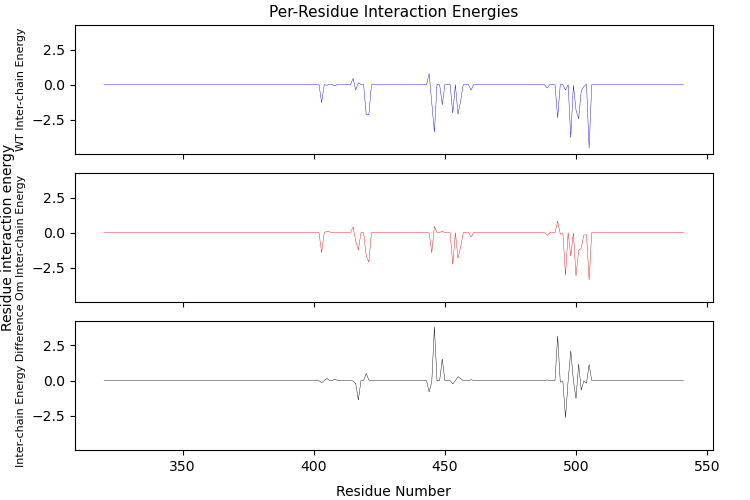 Per-Residue Interaction Energies
WT Inter-chain Energy
2.5
0.0
−2.5
Residue interaction energy
Om Inter-chain Energy
2.5
0.0
−2.5
Inter-chain Energy Difference
2.5
0.0
−2.5
350
400
450
500
550
Residue Number